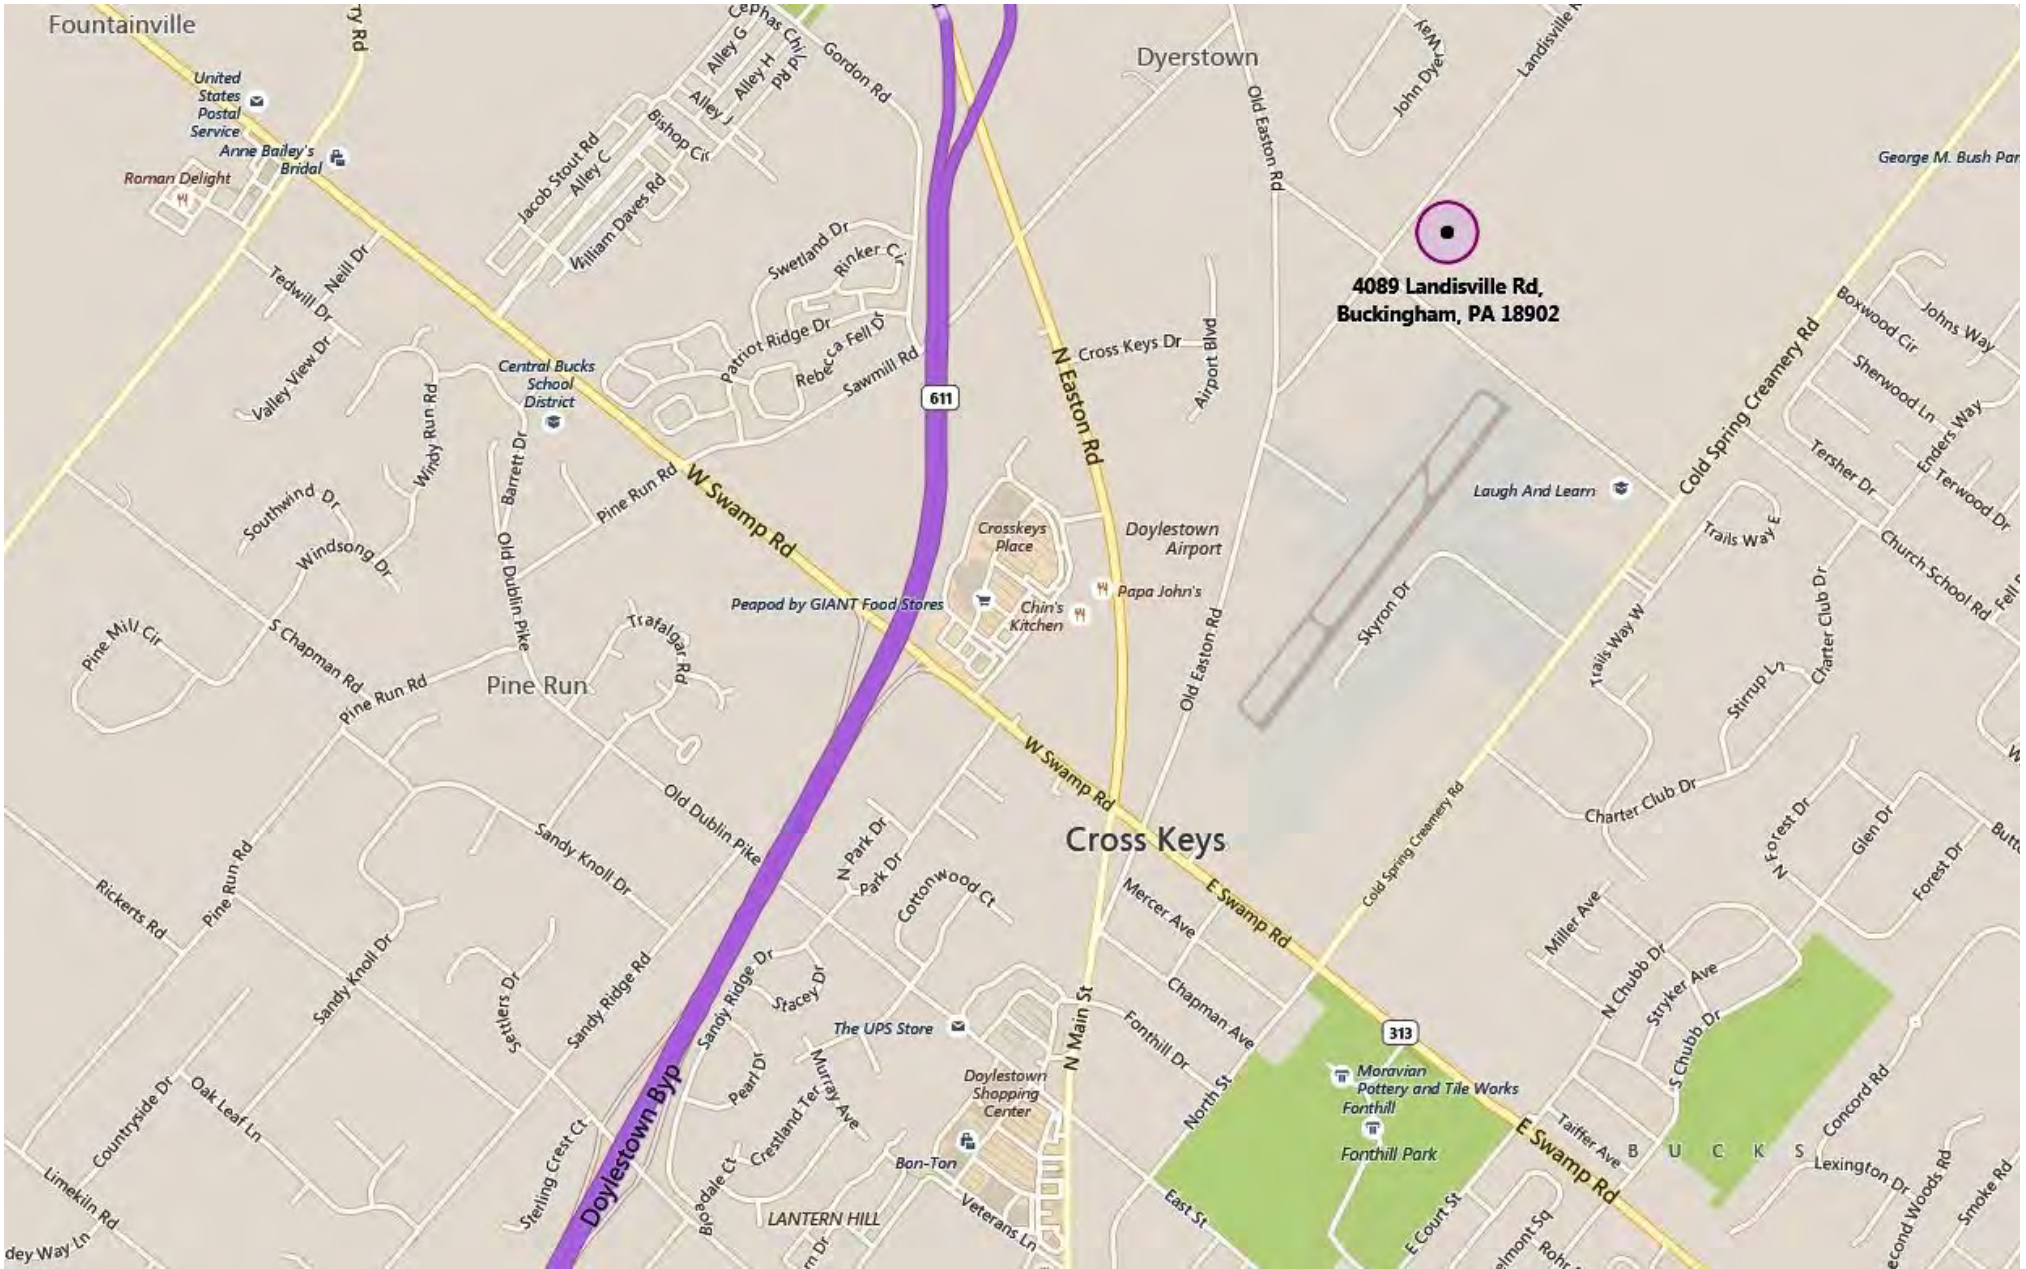 Fountainville
ry Rd
Cephas Child Rd
Alley G
Alley H
Alley J
Gordon Rd
Dyerstown
John Dyer Way
Landisville R
United
States
Postal
Service
Anne Bailey's
Bridal
Roman Delight
Jacob Stout Rd
Alley C
Bishop Cir
William Daves Rd
Old Easton Rd
George M. Bush Par
Tedwill Dr
Neill Dr
Valley View Dr
Swetland Dr
Rinker Cir
Patriot Ridge Dr
Rebecca Fell Dr
Sawmill Rd
4089 Landisville Rd,
Buckingham, PA 18902
Cross Keys Dr
Airport Blvd
N Easton Rd
Boxwood Cir
Johns Way
Sherwood Ln
Enders Way
Cold Spring Creamery Rd
Central Bucks
School
District
611
Windy Run Rd
Barrett Dr
Pine Run Rd
W Swamp Rd
Southwind Dr
Windsong Dr
Old Dublin Pike
Crosskeys
Place
Doylestown
Airport
Laugh And Learn
Tersher Dr
Terwood Dr
Trails Way E
Church School Rd
Peapod by GIANT Food Stores
Chin's
Kitchen
Papa John's
Skyron Dr
Trails Way W
Charter Club Dr
Stirrup Ln
Pine Mill Cir
S Chapman Rd
Pine Run Rd
Pine Run
Trafalgar Rd
Old Easton Rd
W Swamp Rd
Cross Keys
Charter Club Dr
N Forest Dr
Glen Dr
Forest Dr
Old Dublin Pike
Sandy Knoll Dr
N Park Dr
Park Dr
Cottonwood Ct
Mercer Ave
E Swamp Rd
Cold Spring Creamery Rd
Miller Ave
N Chubb Dr
Stryker Ave
S Chubb Dr
Rickerts Rd
Pine Run Rd
Sandy Knoll Dr
Settlers Dr
Sandy Ridge Rd
Sandy Ridge Dr
Stacey Dr
The UPS Store
N Main St
Fonthill Dr
Chapman Ave
313
Moravian
Pottery and Tile Works
Fonthill
Fonthill Park
Doylestown
Shopping
Center
Pearl Dr
Murray Ave
Crestland Ter
Bon-Ton
North St
Concord Rd
Countryside Dr
Oak Leaf Ln
Limekiln Rd
dey Way Ln
Sterling Crest Ct
Doylestown Byp
Broadale Ct
LANTERN HILL
rn Dr
Veterans Ln
East St
E Court St
E Swamp Rd
Taiffer Ave
BUCKS
Lexington Dr
econd Woods Rd
Smoke Rd
elmont Sq